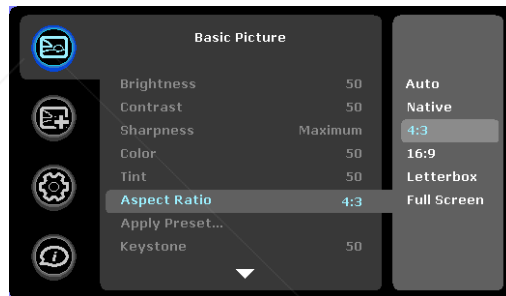 Basic Picture
Brightness 50
Contrast 50
Sharpness Maximum
Color 50
Tint 50
Aspect Ratio 4:3
Apply Preset...
Keystone 50
Auto
Native
4:3
16:9
Letterbox
Full Screen